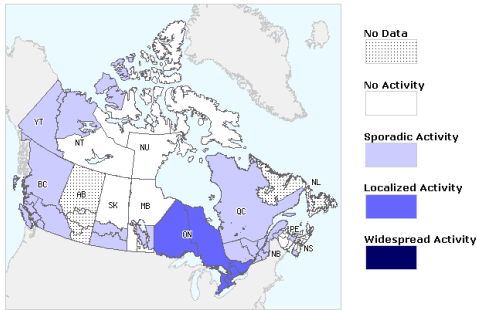 No Data
No Activity
YT
NT
NU
Sporadic Activity
BC
AB
SK
MB
ON
QC
NL
Localized Activity
PE
NB
NS
Widespread Activity